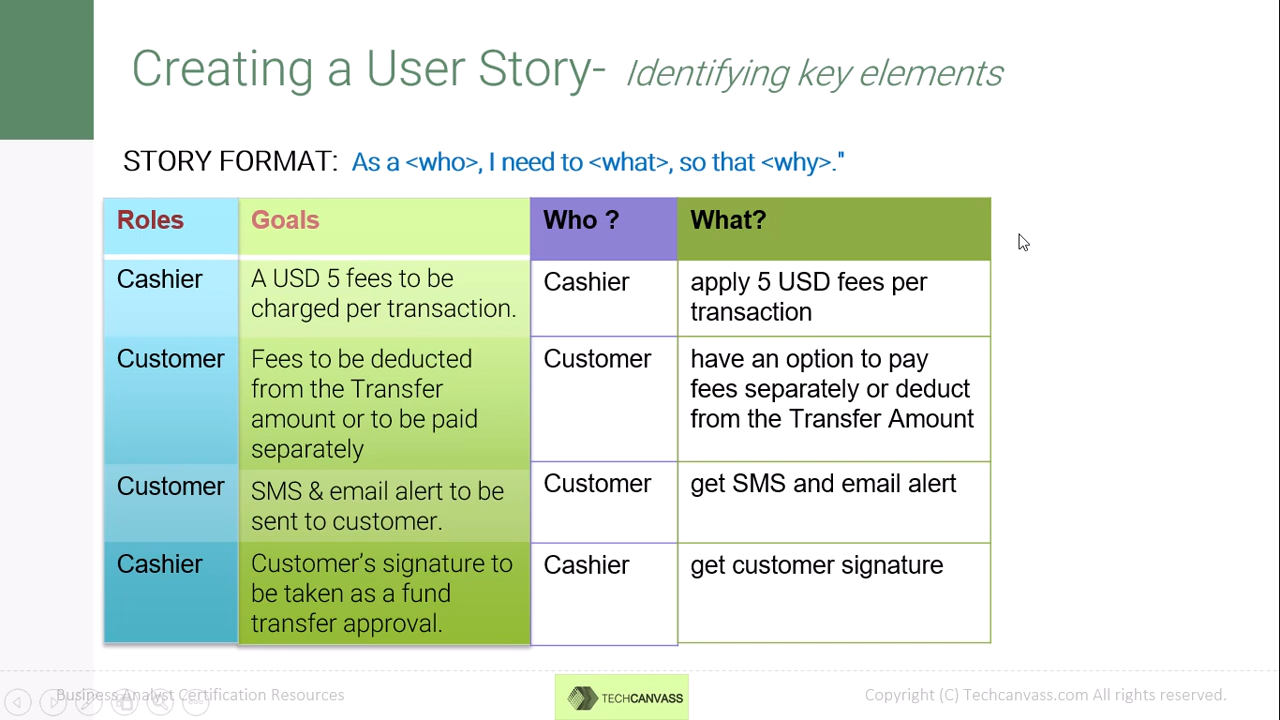 Creating a User Story- Identifying key elements
STORY FORMAT: As a <who>, I need to <what>, so that <why>."
Roles
Goals
Who ?
What?
Cashier
A USD 5 fees to be
charged per transaction.
Cashier
apply 5 USD fees per
transaction
Customer
Fees to be deducted
from the Transfer
amount or to be paid
separately
Customer
have an option to pay
fees separately or deduct
from the Transfer Amount
Customer
SMS & email alert to be
sent to customer.
Customer
get SMS and email alert
Cashier
Customer’s signature to
be taken as a fund
transfer approval.
Cashier
get customer signature
Business Analyst Certification Resources
TECHCANVASS
Copyright (C) Techcanvass.com All rights reserved.